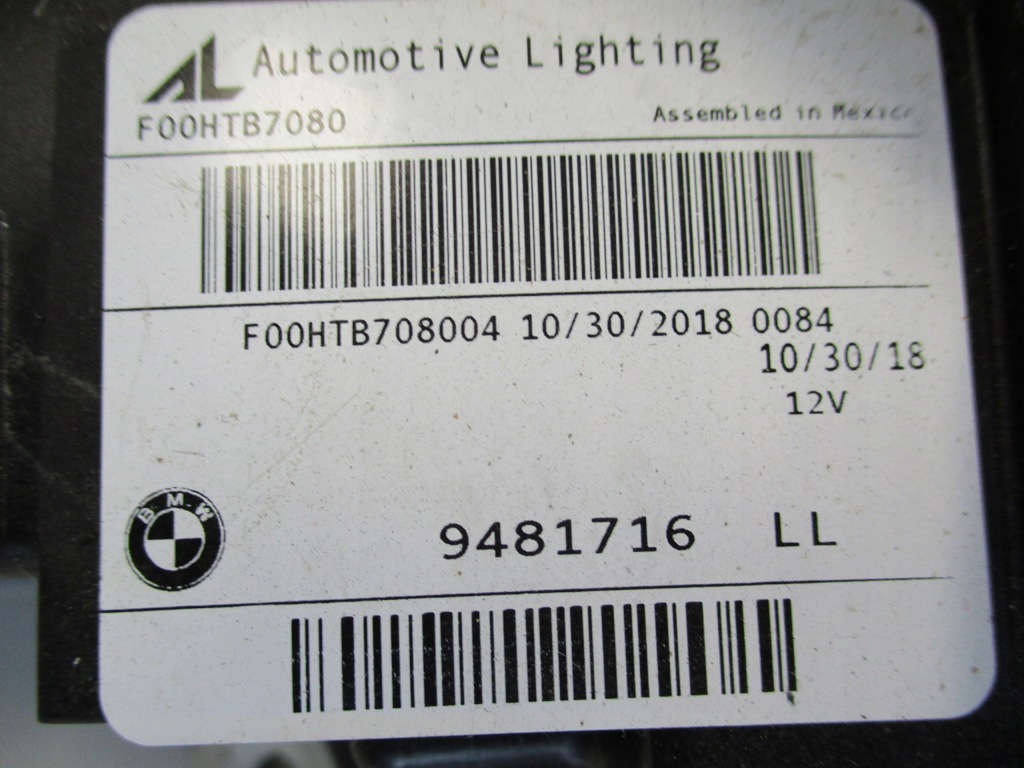 AL Automotive Lighting
F00HTB7080 Assembled in Mexico
F00HTB708004 10/30/2018 0084
10/30/18
12V
BMW
9481716 LL